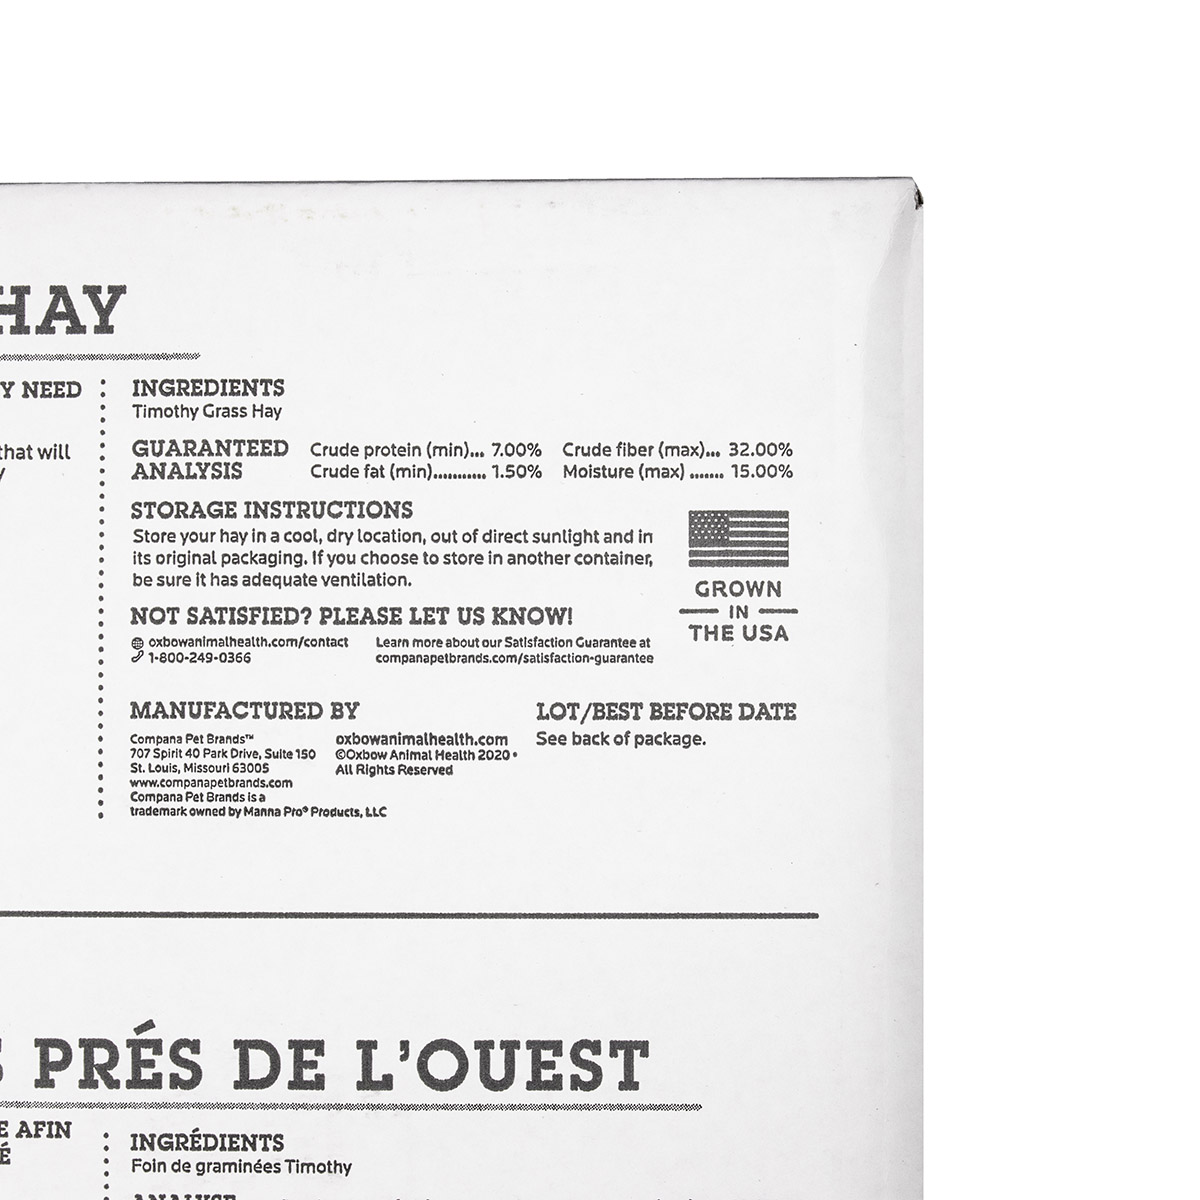 HAY
Y NEED
that will
INGREDIENTS
Timothy Grass Hay
GUARANTEED ANALYSIS
Crude protein (min)... 7.00% Crude fiber (max)... 32.00%
Crude fat (min)........... 1.50% Moisture (max) ....... 15.00%
STORAGE INSTRUCTIONS
Store your hay in a cool, dry location, out of direct sunlight and in
its original packaging. If you choose to store in another container,
be sure it has adequate ventilation.
GROWN
IN
THE USA
NOT SATISFIED? PLEASE LET US KNOW!
oxbowanimalhealth.com/contact
1-800-249-0366
Learn more about our Satisfaction Guarantee at
companapetbrands.com/satisfaction-guarantee
MANUFACTURED BY
Compana Pet Brands™
707 Spirit 40 Park Drive, Suite 150
St. Louis, Missouri 63005
www.companapetbrands.com
Compana Pet Brands is a
trademark owned by Manna Pro® Products, LLC
oxbowanimalhealth.com
©Oxbow Animal Health 2020 •
All Rights Reserved
LOT/BEST BEFORE DATE
See back of package.
PRÉS DE L'OUEST
E AFIN
É
INGRÉDIENTS
Foin de graminées Timothy